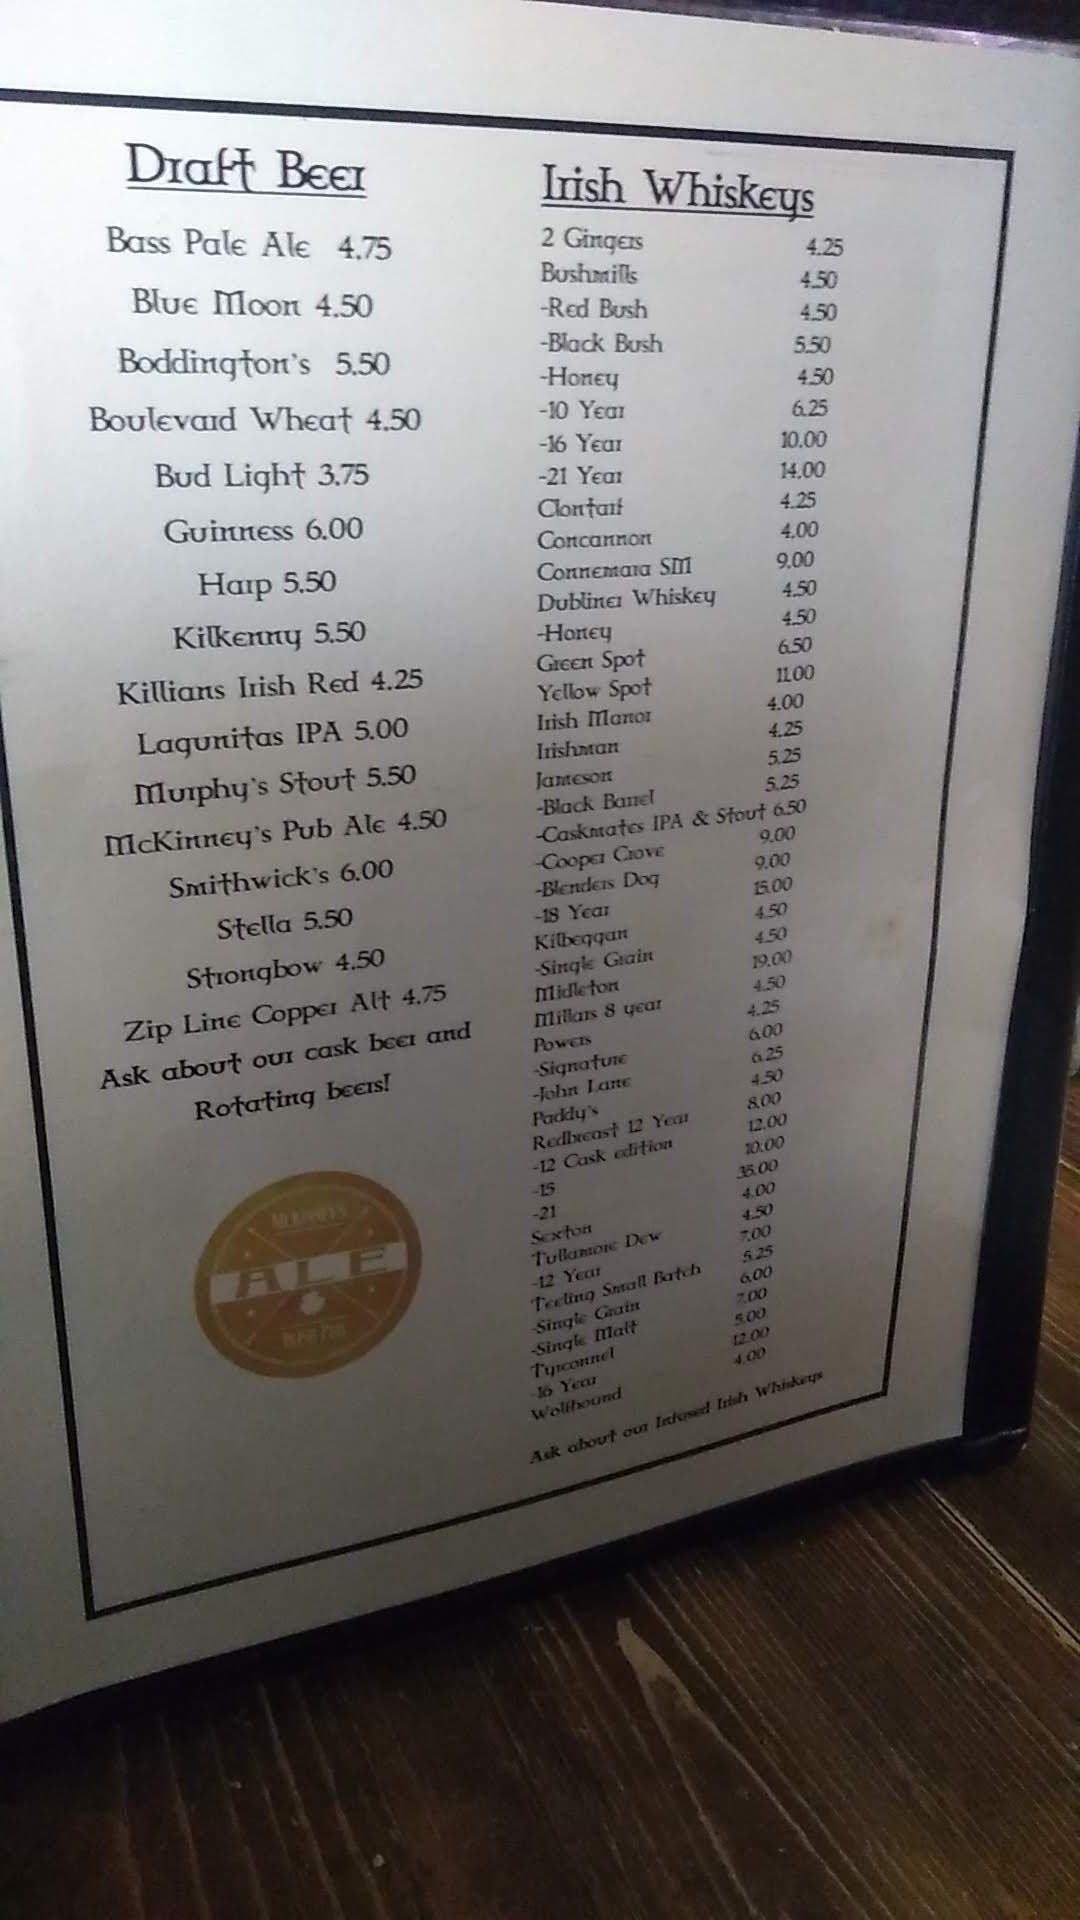 Draft Beer
Bass Pale Ale 4.75
Blue Moon 4.50
Boddington's 5.50
Boulevard Wheat 4.50
Bud Light 3.75
Guinness 6.00
Harp 5.50
Kilkenny 5.50
Killians Irish Red 4.25
Lagunitas IPA 5.00
Murphy's Stout 5.50
McKinney's Pub Ale 4.50
Smithwick's 6.00
Stella 5.50
Strongbow 4.50
Zip Line Copper Alt 4.75
Ask about our cask beer and
Rotating beers!
McKinney's
ALE
Irish Pub
Irish Whiskeys
2 Gingers 4.25
Bushmills 4.50
-Red Bush 4.50
-Black Bush 5.50
-Honey 4.50
-10 Year 6.25
-16 Year 10.00
-21 Year 14.00
Clontarf 4.25
Concannon 4.00
Connemara SM 9.00
Dubliner Whiskey 4.50
-Honey 4.50
Green Spot 6.50
Yellow Spot 11.00
Irish Manor 4.00
Irishman 4.25
Jameson 5.25
-Black Barrel 5.25
-Caskmates IPA & Stout 6.50
-Cooper Crove 9.00
-Blenders Dog 9.00
-18 Year 15.00
Kilbeggan 4.50
-Single Grain 4.50
Midleton 19.00
Millars 8 year 4.50
Powers 4.25
-Signature 6.00
-John Lane 6.25
Paddy's 4.50
Redbreast 12 Year 8.00
-12 Cask edition 12.00
-15 10.00
-21 35.00
Sexton 4.00
Tullamore Dew 4.50
-12 Year 7.00
Teeling Small Batch 5.25
-Single Grain 6.00
-Single Malt 7.00
Tyrconnel 5.00
-16 Year 12.00
Wolfhound 4.00
Ask about our Infused Irish Whiskeys